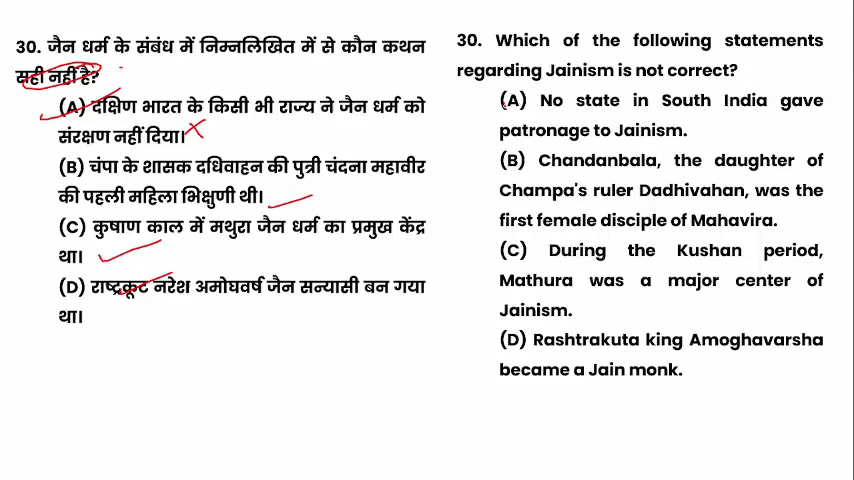 30. जैन धर्म के संबंध में निम्नलिखित में से कौन कथन
सही नहीं है?
(A) दक्षिण भारत के किसी भी राज्य ने जैन धर्म को
संरक्षण नहीं दिया।
(B) चंपा के शासक दधिवाहन की पुत्री चंदना महावीर
की पहली महिला भिक्षुणी थी।
(C) कुषाण काल में मथुरा जैन धर्म का प्रमुख केंद्र
था।
(D) राष्ट्रकूट नरेश अमोघवर्ष जैन सन्यासी बन गया
था।
30. Which of the following statements
regarding Jainism is not correct?
(A) No state in South India gave
patronage to Jainism.
(B) Chandanbala, the daughter of
Champa's ruler Dadhivahan, was the
first female disciple of Mahavira.
(C) During the Kushan period,
Mathura was a major center of
Jainism.
(D) Rashtrakuta king Amoghavarsha
became a Jain monk.